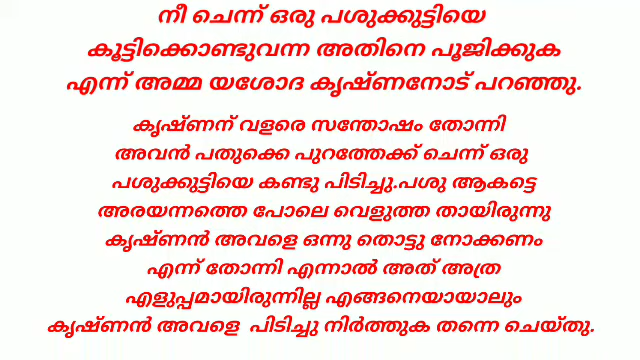 നീ ചെന്ന് ഒരു പശുക്കുട്ടിയെ
കൂട്ടിക്കൊണ്ടുവന്ന അതിനെ പൂജിക്കുക
എന്ന് അമ്മ യശോദ കൃഷ്ണനോട് പറഞ്ഞു.
കൃഷ്ണന് വളരെ സന്തോഷം തോന്നി
അവൻ പതുക്കെ പുറത്തേക്ക് ചെന്ന് ഒരു
പശുക്കുട്ടിയെ കണ്ടു പിടിച്ചു.പശു ആകട്ടെ
അരയന്നത്തെ പോലെ വെളുത്ത തായിരുന്നു
കൃഷ്ണൻ അവളെ ഒന്നു തൊട്ടു നോക്കണം
എന്ന് തോന്നി എന്നാൽ അത് അത്ര
എളുപ്പമായിരുന്നില്ല എങ്ങനെയായാലും
കൃഷ്ണൻ അവളെ പിടിച്ചു നിർത്തുക തന്നെ ചെയ്തു.